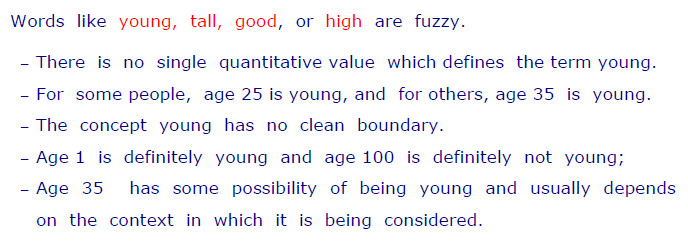 Words like young, tall, good, or high are fuzzy.
– There is no single quantitative value which defines the term young.
– For some people, age 25 is young, and for others, age 35 is young.
– The concept young has no clean boundary.
– Age 1 is definitely young and age 100 is definitely not young;
– Age 35 has some possibility of being young and usually depends
on the context in which it is being considered.